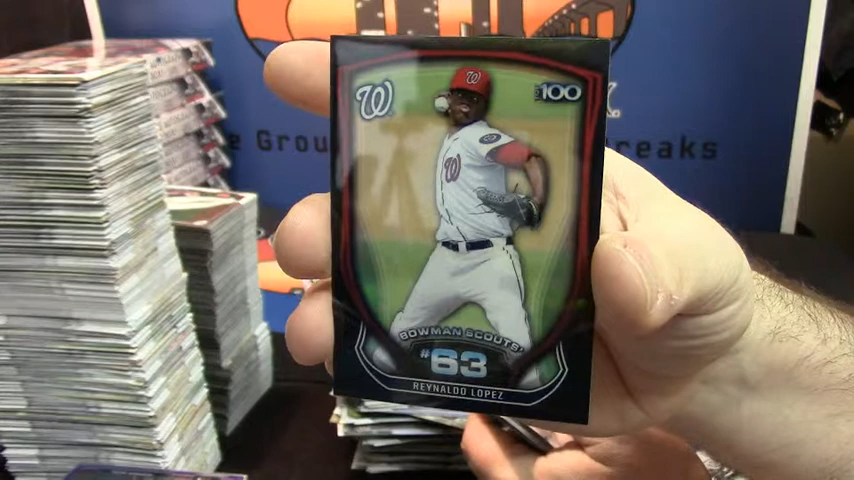 W
100
e Grou
reaks
W
W
BOWMAN SCOUTS'
#63
REYNALDO LOPEZ